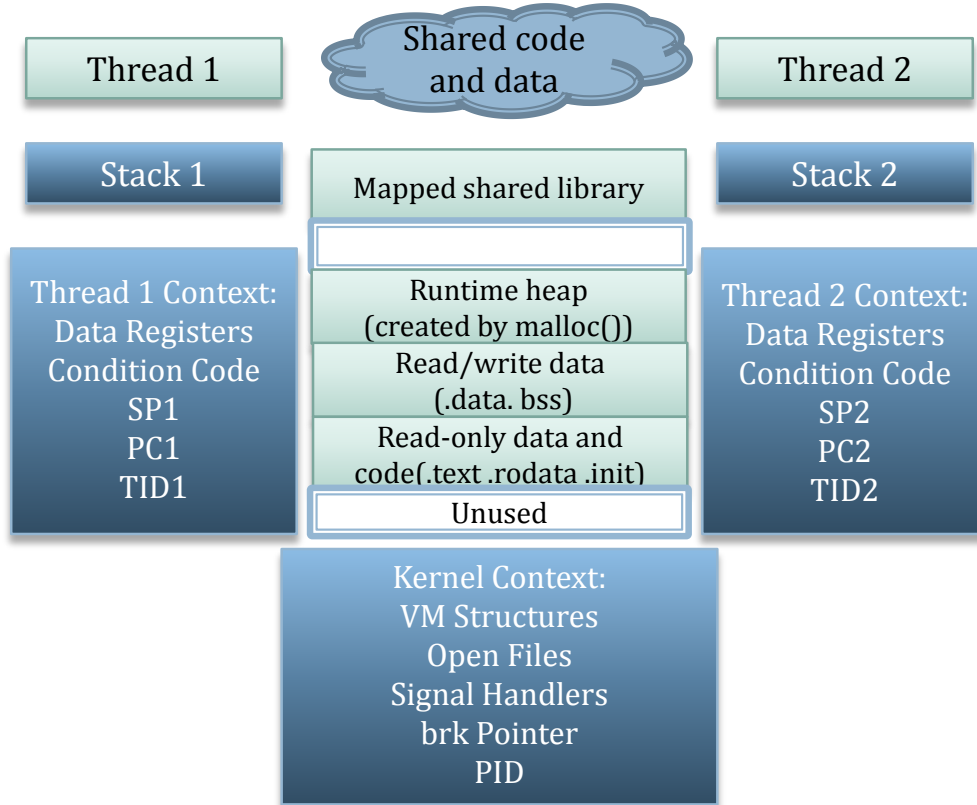 Thread 1
Shared code
and data
Thread 2
Stack 1
Mapped shared library
Stack 2
Thread 1 Context:
Data Registers
Condition Code
SP1
PC1
TID1
Runtime heap
(created by malloc())
Read/write data
(.data. bss)
Read-only data and
code(.text .rodata .init)
Unused
Thread 2 Context:
Data Registers
Condition Code
SP2
PC2
TID2
Kernel Context:
VM Structures
Open Files
Signal Handlers
brk Pointer
PID